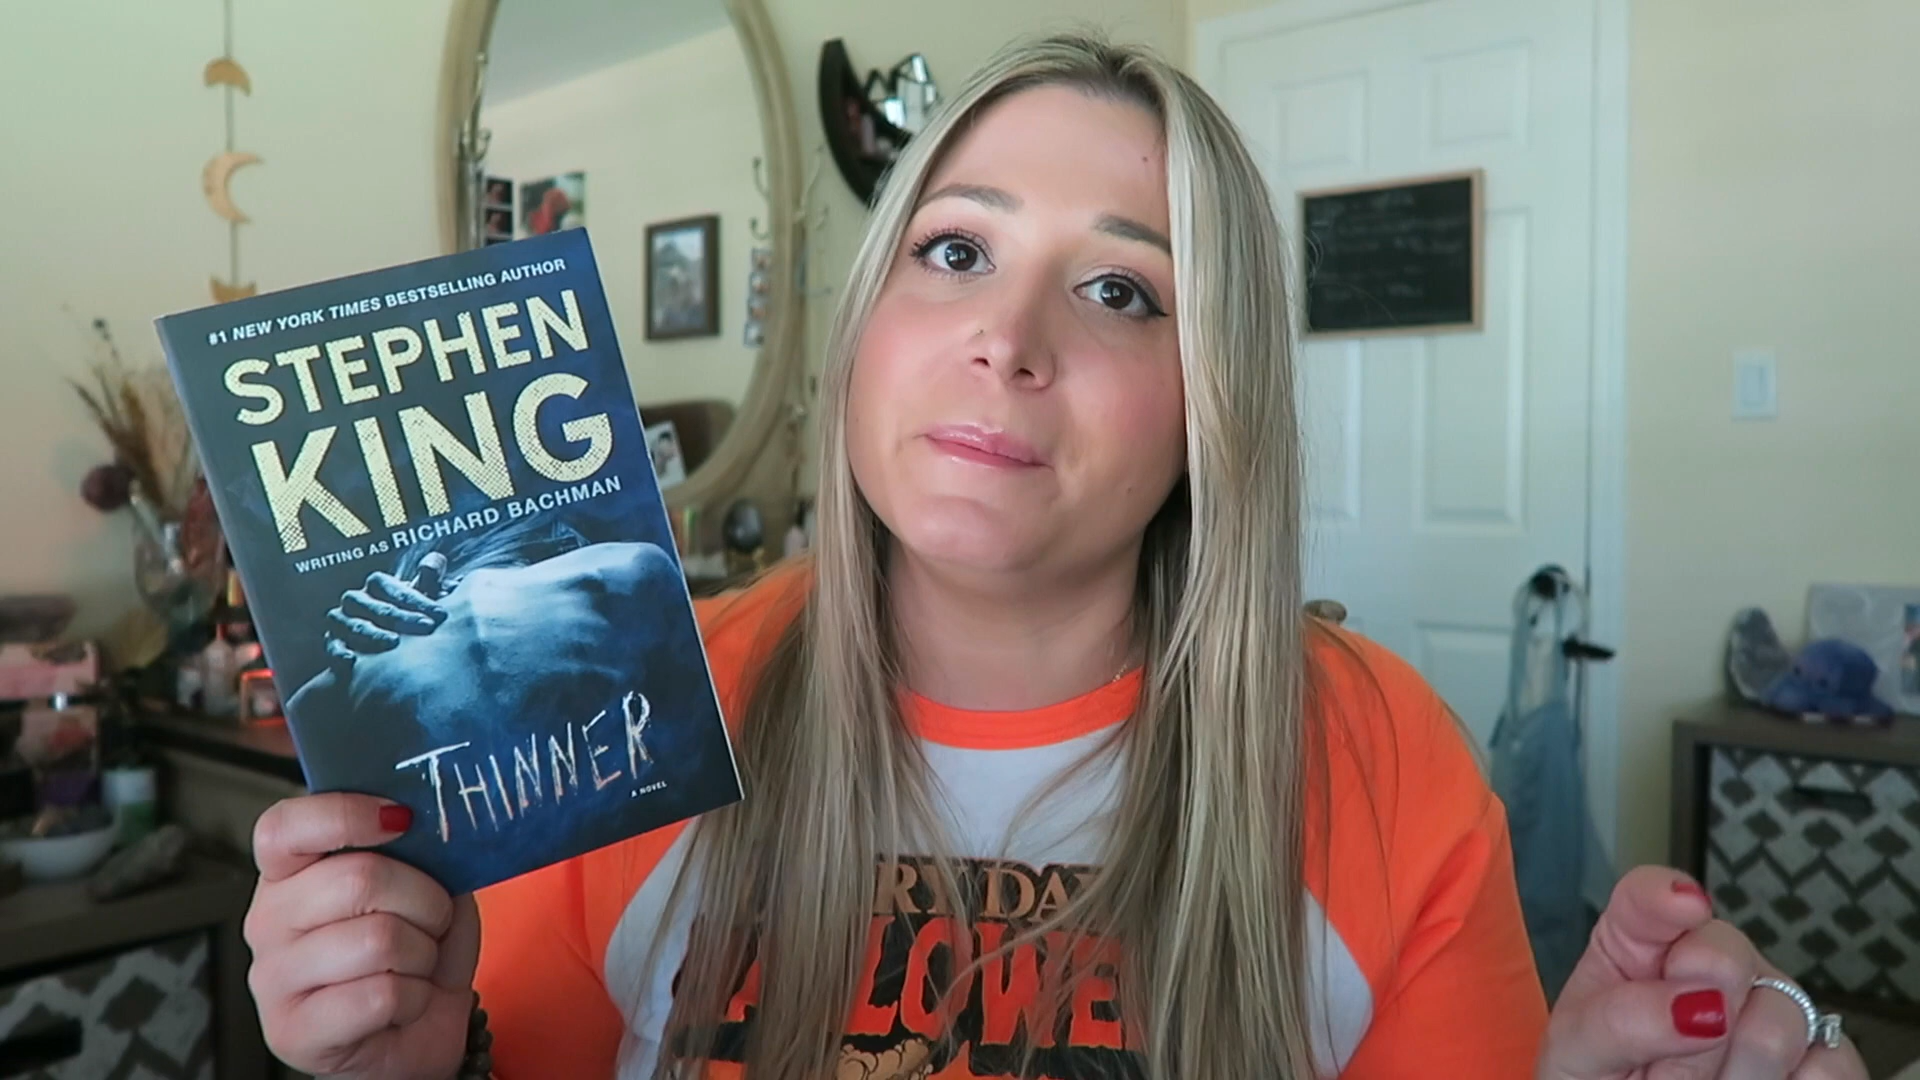 #1 NEW YORK TIMES BESTSELLING AUTHOR
STEPHEN
KING
WRITING AS RICHARD BACHMAN
THINNER
A NOVEL